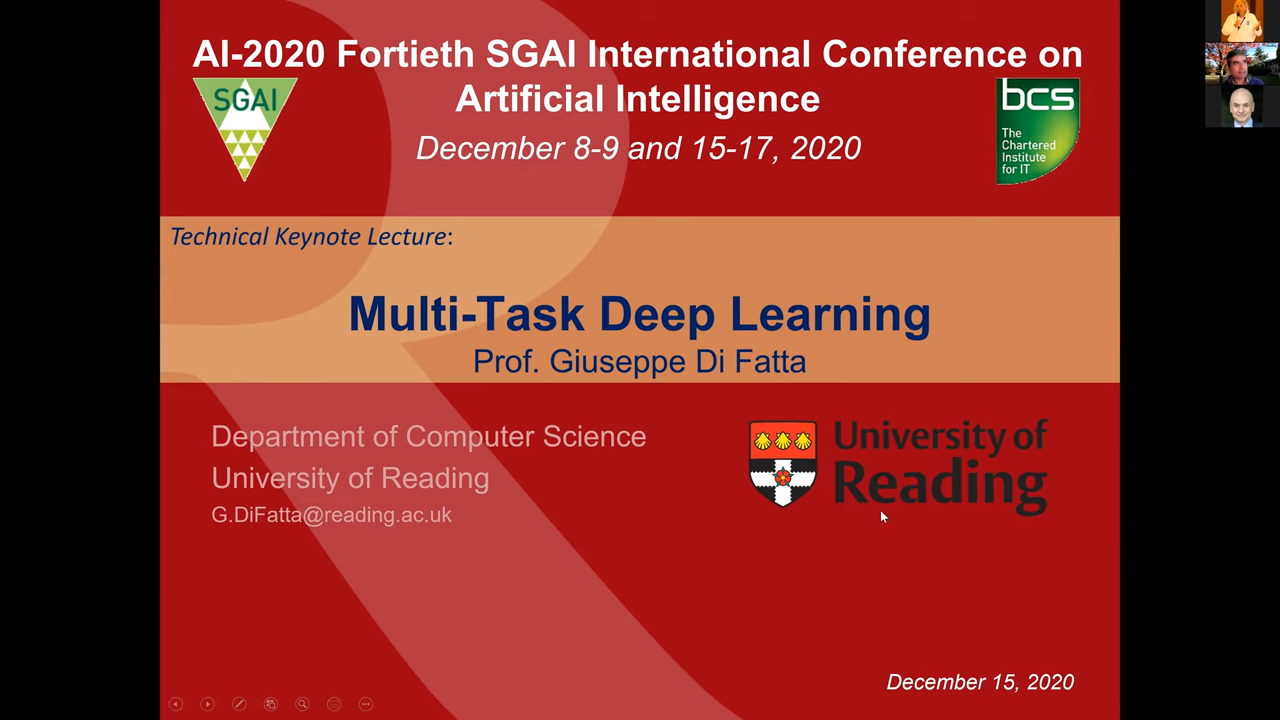 AI-2020 Fortieth SGAI International Conference on
Artificial Intelligence
SGAI
bcs
The
Chartered
Institute
for IT
December 8-9 and 15-17, 2020
Technical Keynote Lecture:
Multi-Task Deep Learning
Prof. Giuseppe Di Fatta
Department of Computer Science
University of Reading
G.DiFatta@reading.ac.uk
University of
Reading
December 15, 2020